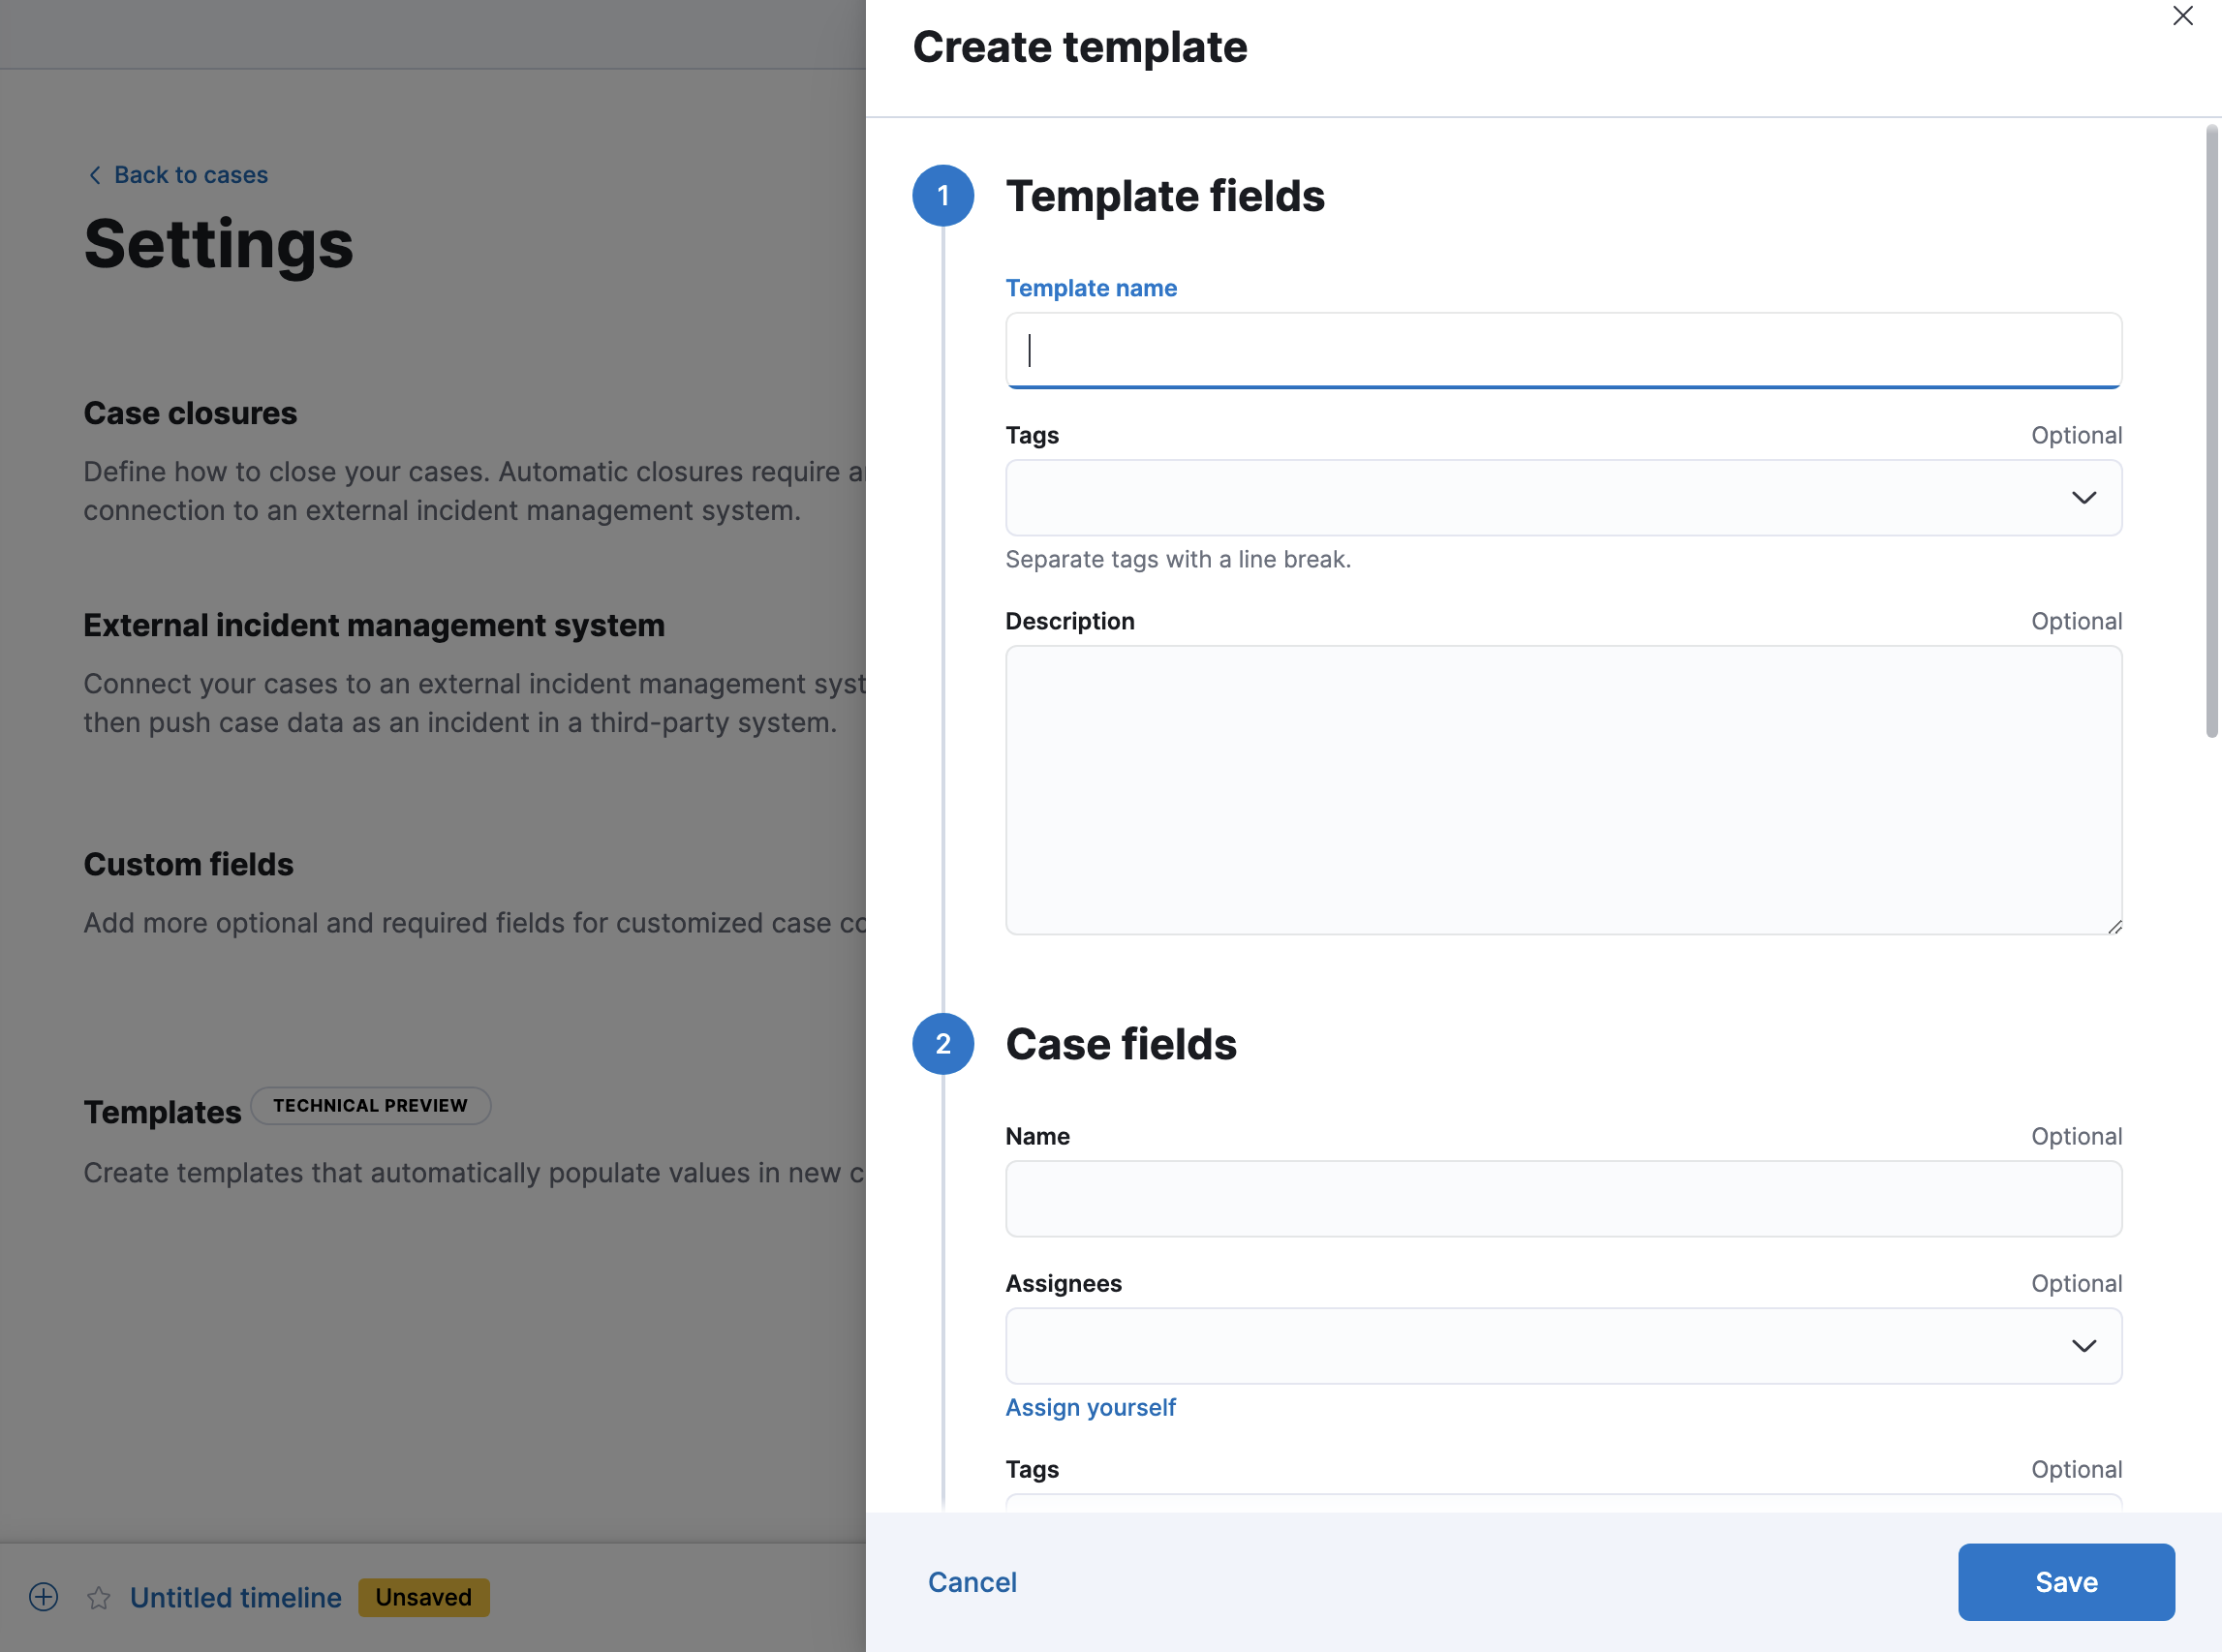 Back to cases
Settings
Case closures
Define how to close your cases. Automatic closures require a
connection to an external incident management system.
External incident management system
Connect your cases to an external incident management syst
then push case data as an incident in a third-party system.
Custom fields
Add more optional and required fields for customized case co
Templates TECHNICAL PREVIEW
Create templates that automatically populate values in new c
Untitled timeline Unsaved
Create template
1 Template fields
Template name
Tags Optional
Separate tags with a line break.
Description Optional
2 Case fields
Name Optional
Assignees Optional
Assign yourself
Tags Optional
Cancel Save